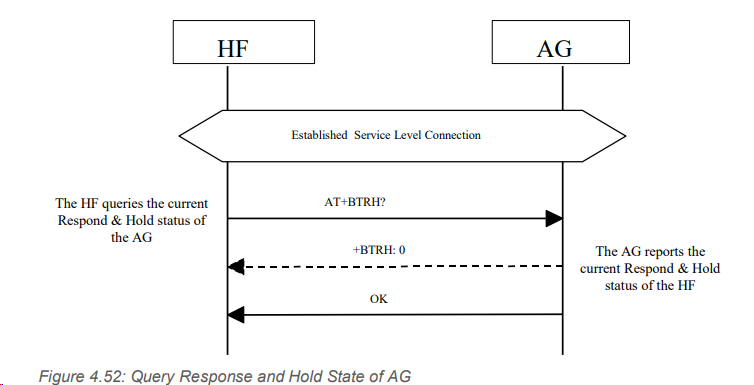 HF
AG
Established Service Level Connection
The HF queries the current
Respond & Hold status of
the AG
AT+BTRH?
+BTRH: 0
The AG reports the
current Respond & Hold
status of the HF
OK
Figure 4.52: Query Response and Hold State of AG